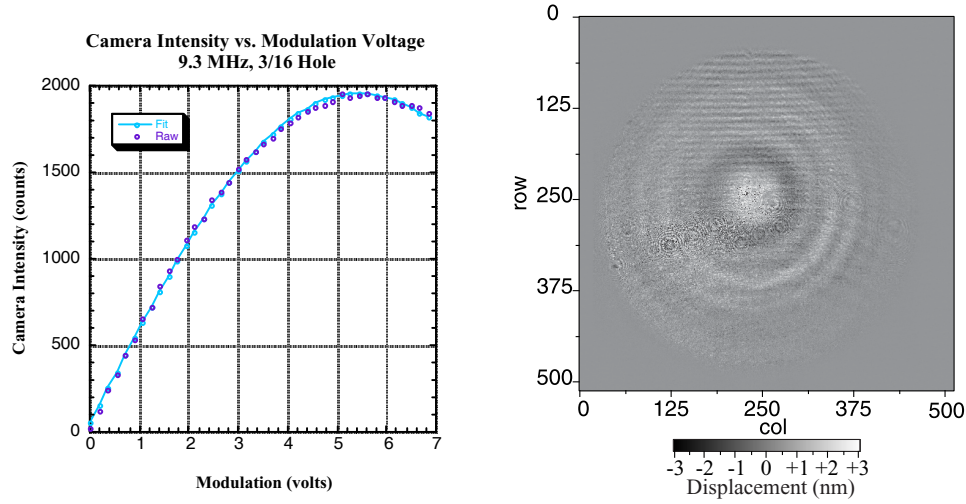 Camera Intensity vs. Modulation Voltage
9.3 MHz, 3/16 Hole
Camera Intensity (counts)
2000
1500
1000
500
0
Fit
Raw
0 1 2 3 4 5 6 7
Modulation (volts)
row
0
125
250
375
500
0 125 250 375 500
col
-3 -2 -1 0 +1 +2 +3
Displacement (nm)